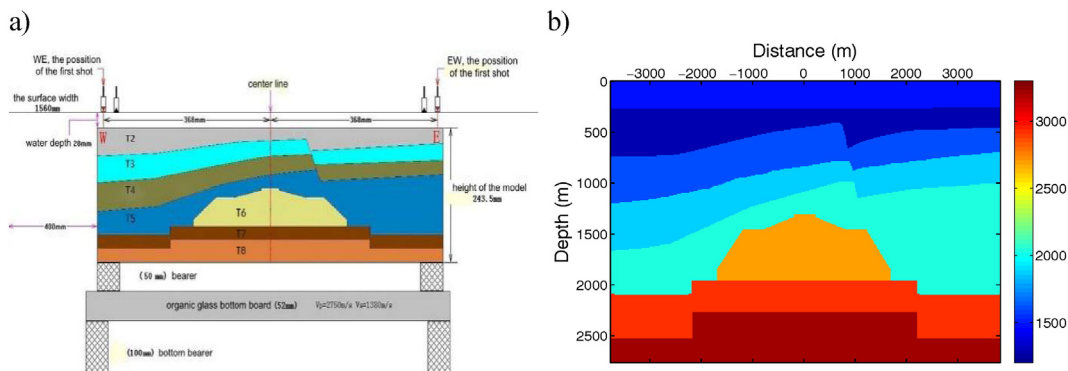 a)
WE, the possition
of the first shot
EW, the possition
of the first shot
center line
the surface width
1560mm
368mm
368mm
water depth 28mm
W
E
T2
T3
T4
T5
T6
T7
T8
height of the model
243.5mm
400mm
(50 mm) bearer
organic glass bottom board (52mm) Vp=2750m/s Vs=1380m/s
(100mm) bottom bearer
b)
Distance (m)
−3000 −2000 −1000 0 1000 2000 3000
Depth (m)
0
500
1000
1500
2000
2500
3000
2500
2000
1500